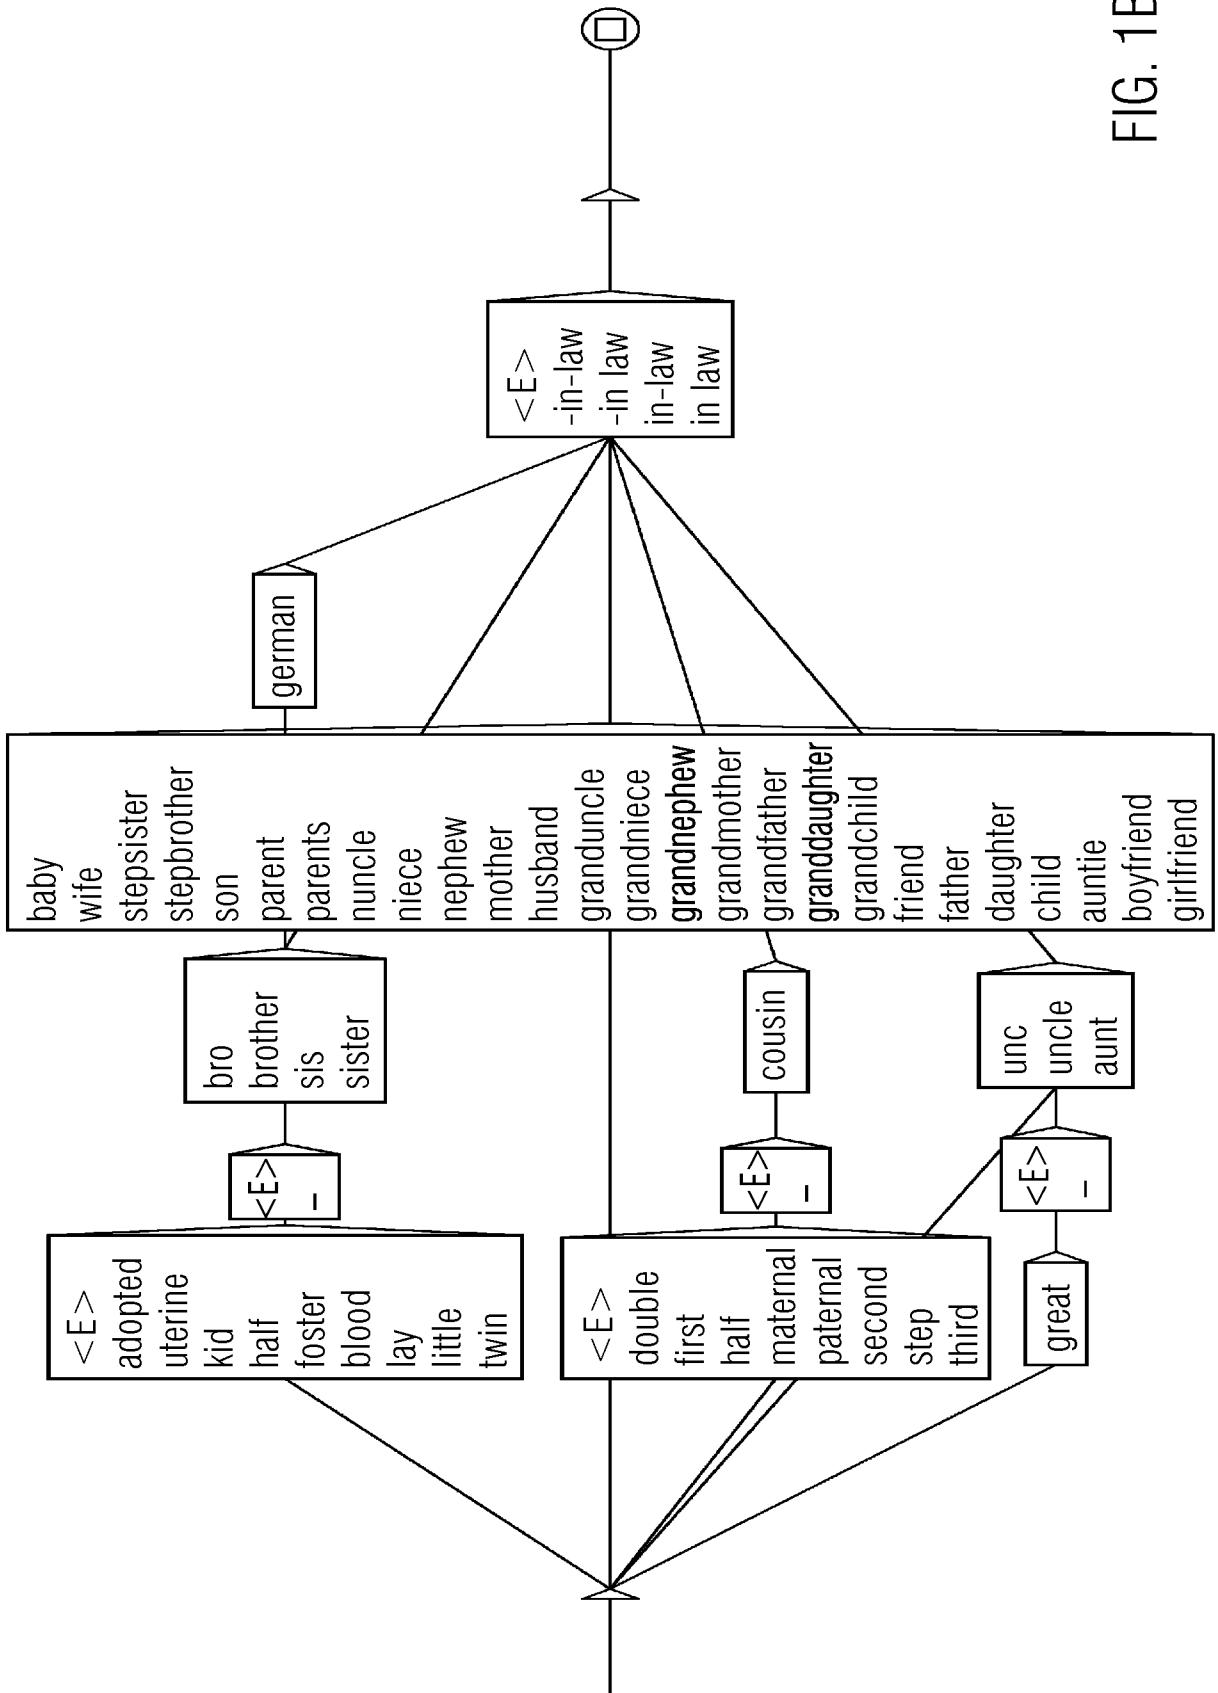 <E>
adopted
uterine
kid
half
foster
blood
lay
little
twin
<E>
–
bro
brother
sis
sister
german
baby
wife
stepsister
stepbrother
son
parent
parents
nuncle
niece
nephew
mother
husband
granduncle
grandniece
grandnephew
grandmother
grandfather
granddaughter
grandchild
friend
father
daughter
child
auntie
boyfriend
girlfriend
<E>
-in-law
-in law
in-law
in law
<E>
double
first
half
maternal
paternal
second
step
third
<E>
–
cousin
great
<E>
–
unc
uncle
aunt
FIG. 1B